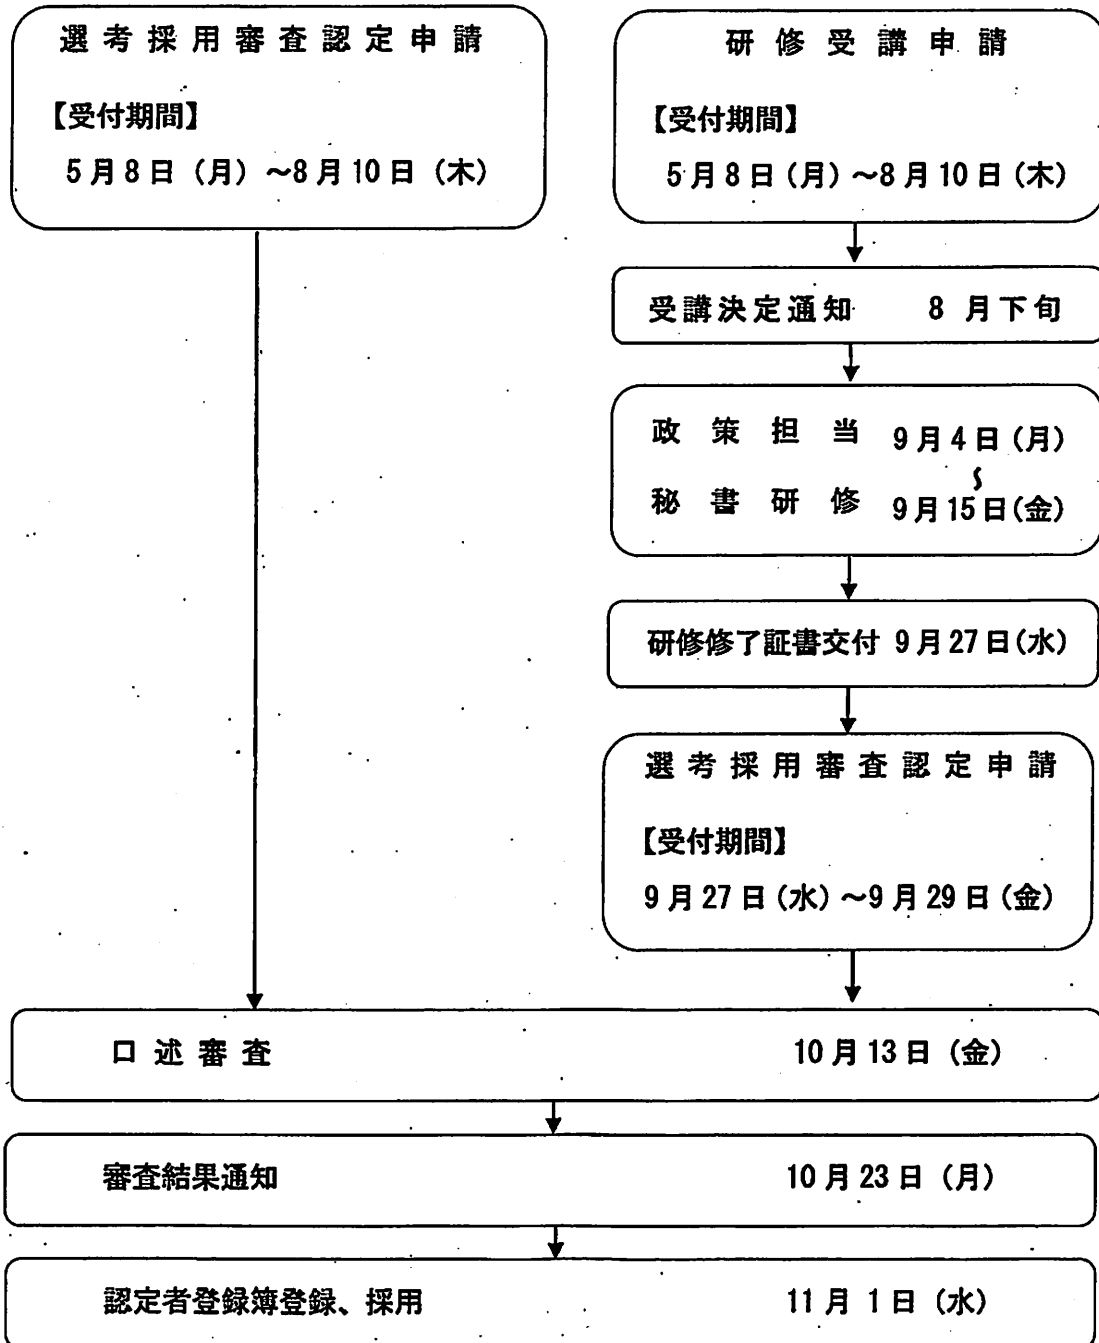 選考採用審査認定申請
【受付期間】
5月8日（月）～8月10日（木）
研修受講申請
【受付期間】
5月8日（月）～8月10日（木）
受講決定通知　8月下旬
政策担当　9月4日（月）
～
秘書研修　9月15日（金）
研修修了証書交付 9月27日（水）
選考採用審査認定申請
【受付期間】
9月27日（水）～9月29日（金）
口述審査　10月13日（金）
審査結果通知　10月23日（月）
認定者登録簿登録、採用　11月1日（水）